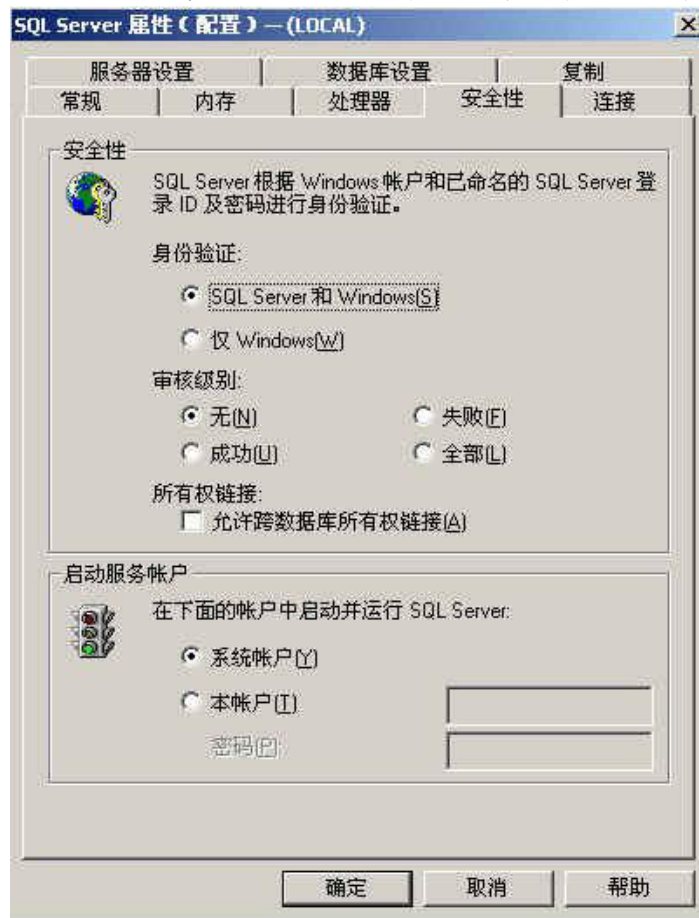 SQL Server 属性（配置）—(LOCAL)
服务器设置 数据库设置 复制
常规 内存 处理器 安全性 连接
安全性
SQL Server 根据 Windows 帐户和已命名的 SQL Server 登
录 ID 及密码进行身份验证。
身份验证:
SQL Server 和 Windows(S)
仅 Windows(W)
审核级别:
无(N) 失败(F)
成功(U) 全部(L)
所有权链接:
允许跨数据库所有权链接(A)
启动服务帐户
在下面的帐户中启动并运行 SQL Server:
系统帐户(Y)
本帐户(T)
密码(P):
确定 取消 帮助